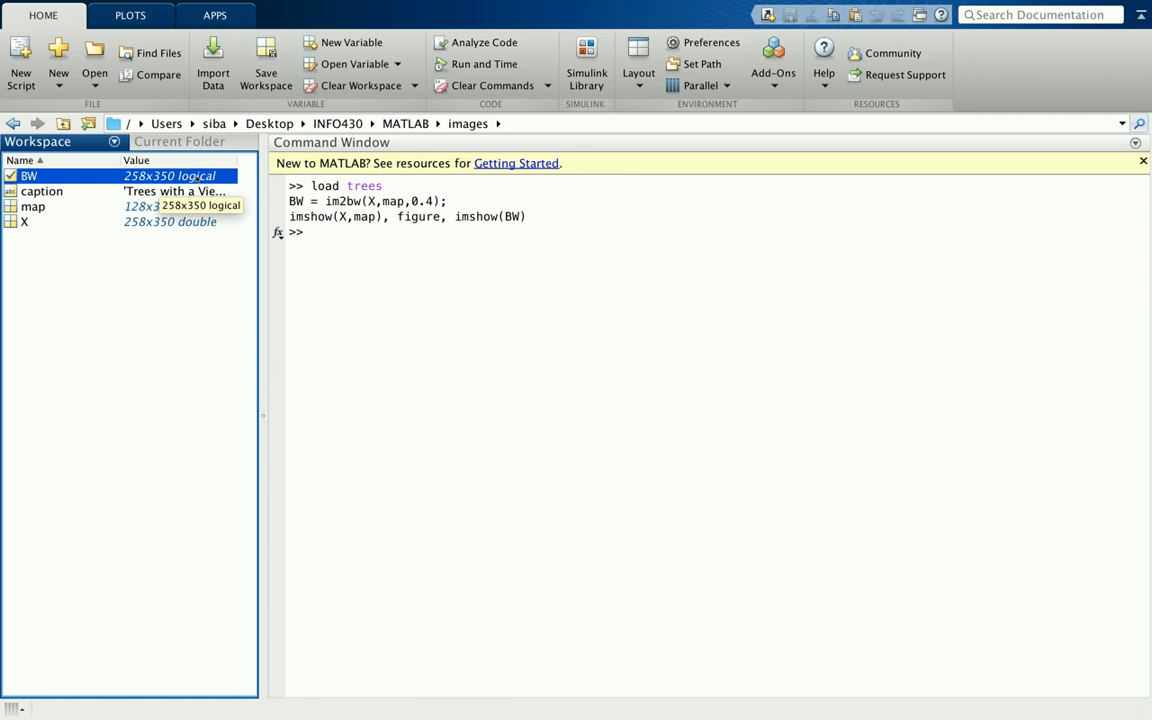 HOME PLOTS APPS Search Documentation
New Script New Open Find Files Compare Import Data Save Workspace New Variable Open Variable Clear Workspace Analyze Code Run and Time Clear Commands Simulink Library Layout Preferences Set Path Parallel Add-Ons Help Community Request Support
FILE VARIABLE CODE SIMULINK ENVIRONMENT RESOURCES
/ Users siba Desktop INFO430 MATLAB images
Workspace Current Folder
Name Value
BW 258x350 logical
caption 'Trees with a Vie...
map 128x3
258x350 logical
X 258x350 double
Command Window
New to MATLAB? See resources for Getting Started.
>> load trees
BW = im2bw(X,map,0.4);
imshow(X,map), figure, imshow(BW)
fx >>